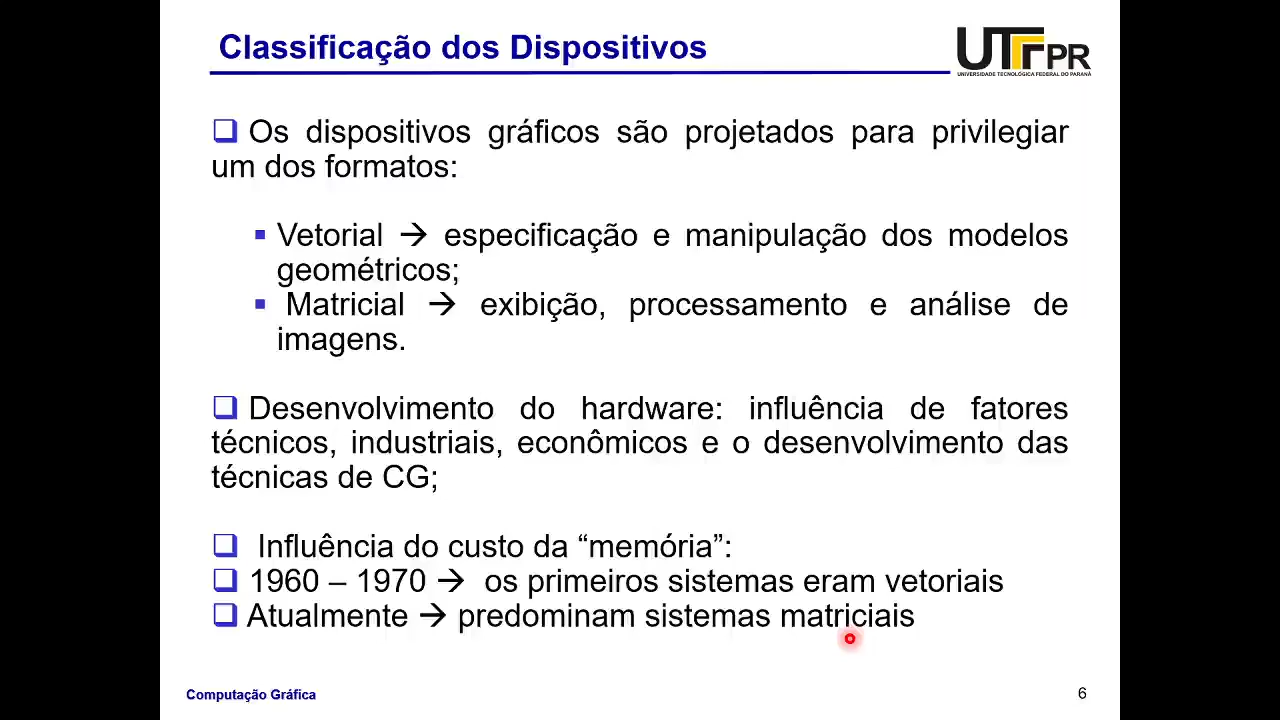 Classificação dos Dispositivos
UTFPR
UNIVERSIDADE TECNOLÓGICA FEDERAL DO PARANÁ
Os dispositivos gráficos são projetados para privilegiar
um dos formatos:
Vetorial → especificação e manipulação dos modelos
geométricos;
Matricial → exibição, processamento e análise de
imagens.
Desenvolvimento do hardware: influência de fatores
técnicos, industriais, econômicos e o desenvolvimento das
técnicas de CG;
Influência do custo da “memória”:
1960 – 1970 → os primeiros sistemas eram vetoriais
Atualmente → predominam sistemas matriciais
Computação Gráfica
6